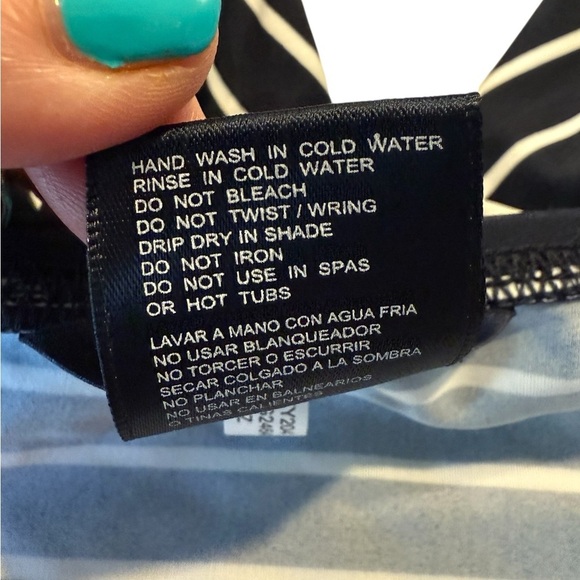 HAND WASH IN COLD WATER
RINSE IN COLD WATER
DO NOT BLEACH
DO NOT TWIST / WRING
DRIP DRY IN SHADE
DO NOT IRON
DO NOT USE IN SPAS
OR HOT TUBS
LAVAR A MANO CON AGUA FRIA
NO USAR BLANQUEADOR
NO TORCER O ESCURRIR
SECAR COLGADO A LA SOMBRA
NO PLANCHAR
NO USAR EN BALNEARIOS
O TINAS CALIENTES